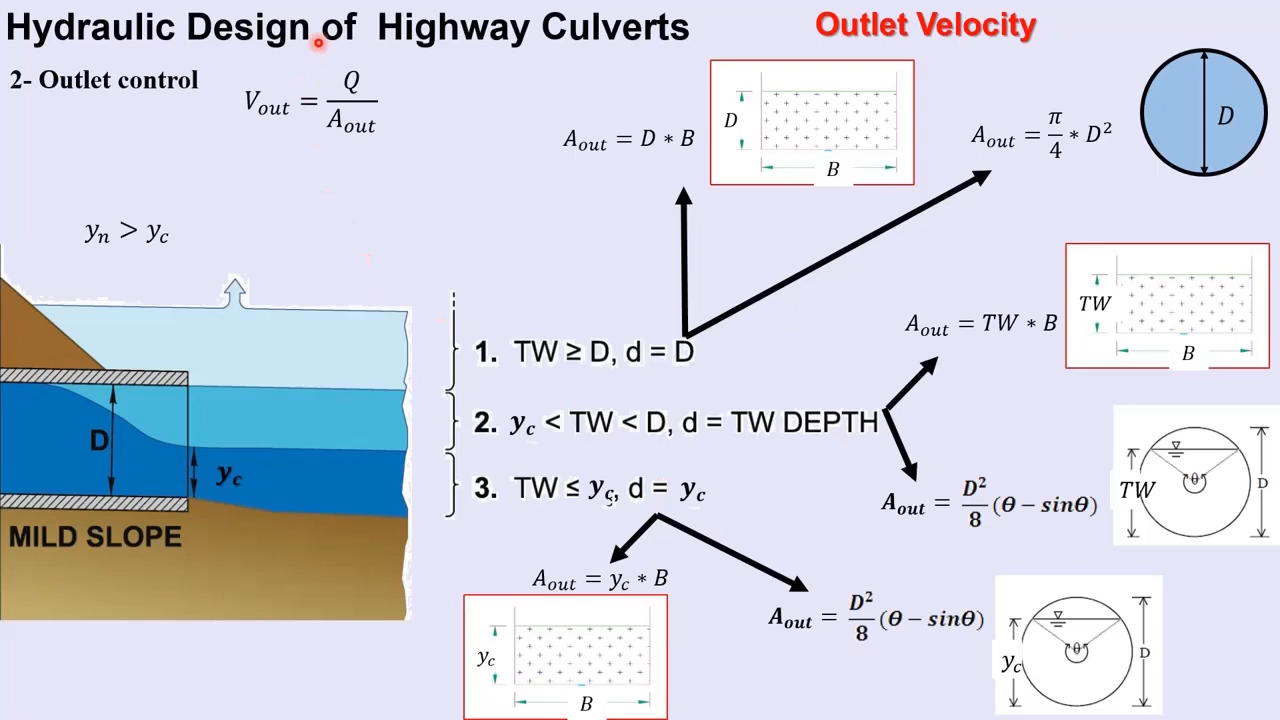 Hydraulic Design of Highway Culverts
Outlet Velocity
2- Outlet control
V_out = Q / A_out
A_out = D * B
D
B
A_out = π/4 * D²
D
y_n > y_c
D
y_c
MILD SLOPE
1. TW ≥ D, d = D
2. y_c < TW < D, d = TW DEPTH
3. TW ≤ y_c, d = y_c
A_out = TW * B
TW
B
A_out = D²/8 (θ − sinθ)
TW
θ
D
A_out = y_c * B
y_c
B
A_out = D²/8 (θ − sinθ)
y_c
θ
D